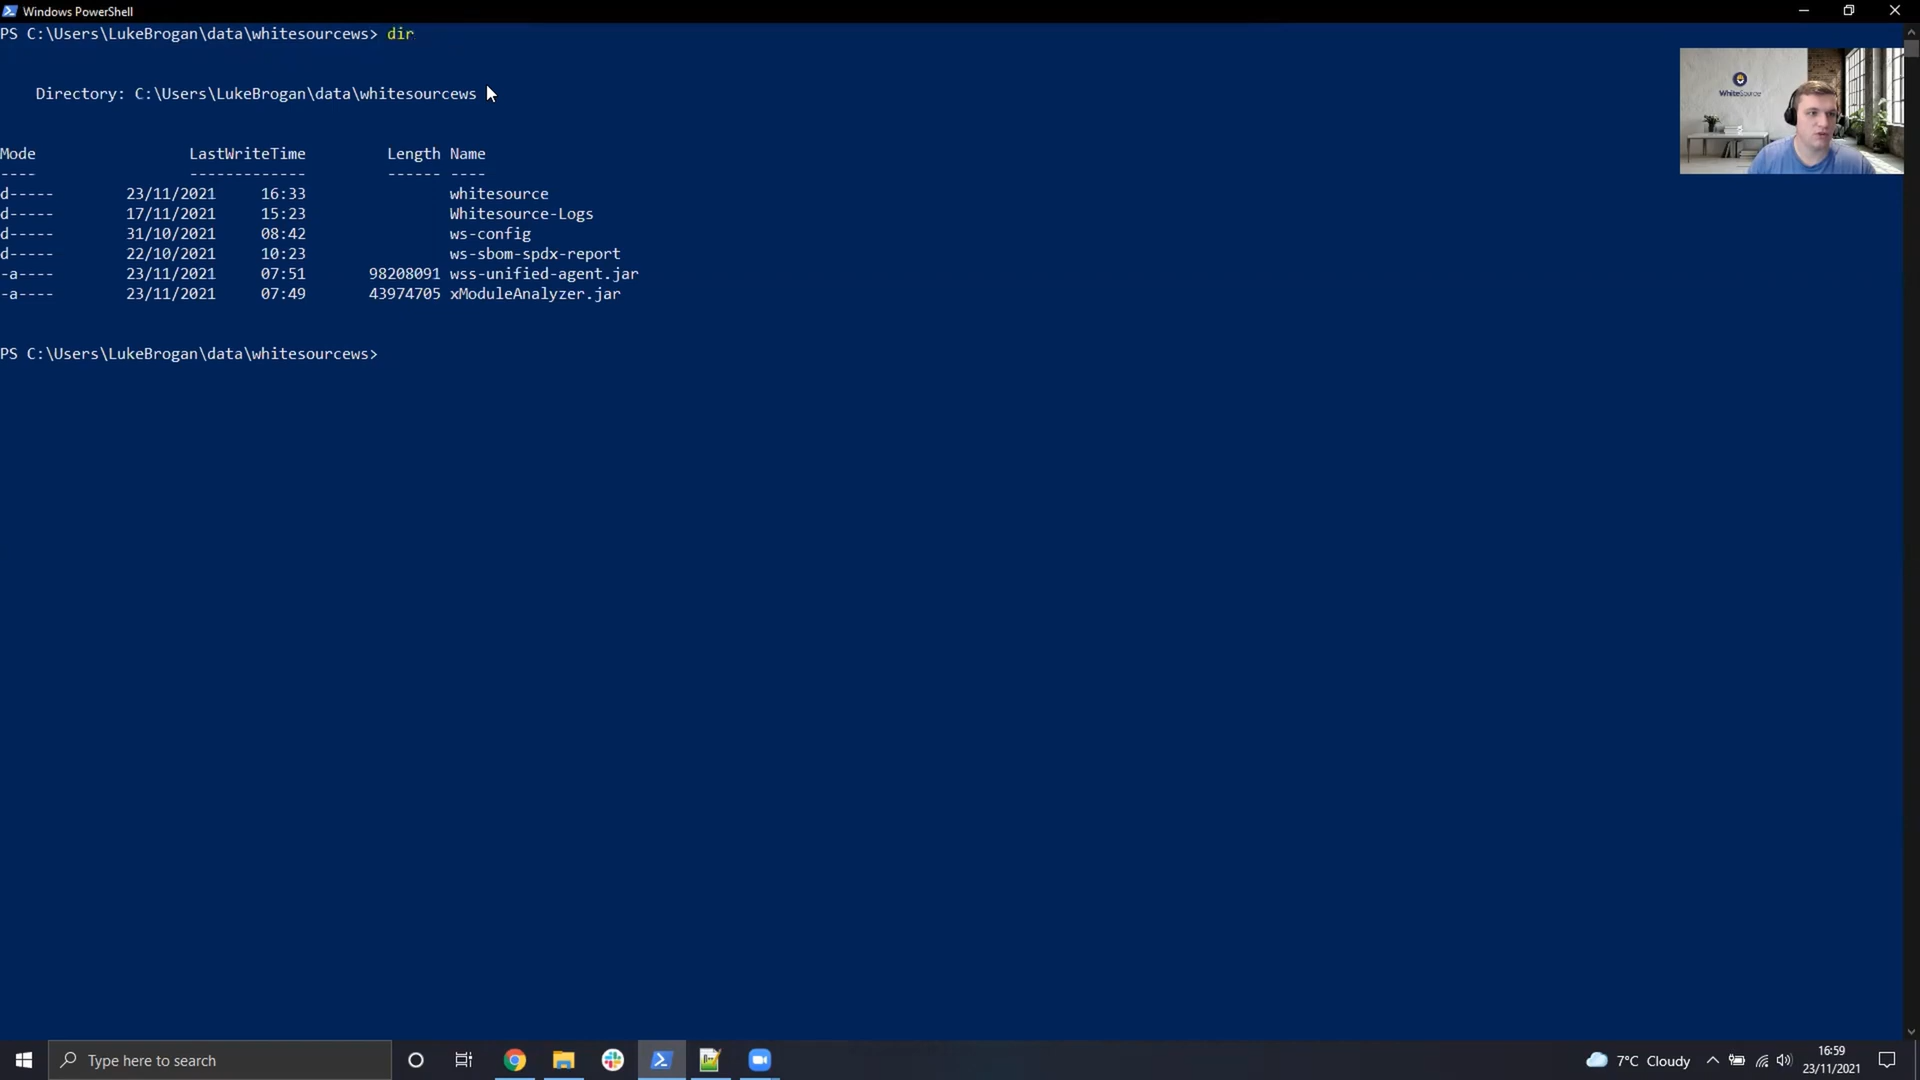 Windows PowerShell
PS C:\Users\LukeBrogan\data\whitesourcews> dir
Directory: C:\Users\LukeBrogan\data\whitesourcews
WhiteSource
Mode LastWriteTime Length Name
---- ------------- ------ ----
d----- 23/11/2021 16:33 whitesource
d----- 17/11/2021 15:23 Whitesource-Logs
d----- 31/10/2021 08:42 ws-config
d----- 22/10/2021 10:23 ws-sbom-spdx-report
-a---- 23/11/2021 07:51 98208091 wss-unified-agent.jar
-a---- 23/11/2021 07:49 43974705 xModuleAnalyzer.jar
PS C:\Users\LukeBrogan\data\whitesourcews>
Type here to search
7°C Cloudy
16:59
23/11/2021